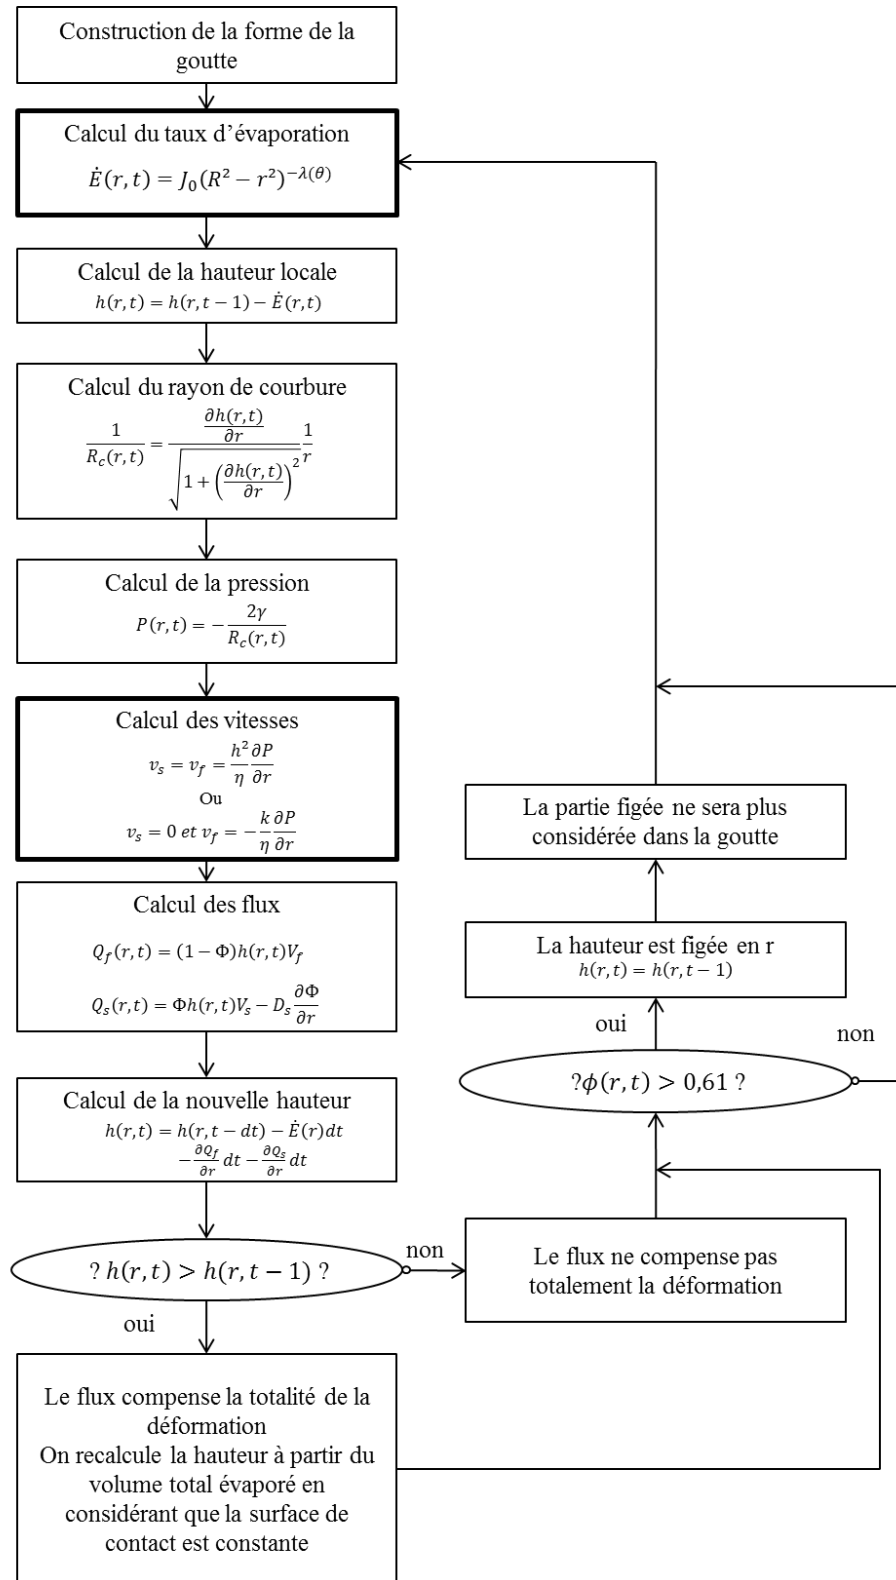 Construction de la forme de la
goutte
Calcul du taux d’évaporation
Ė(r, t) = J₀(R² − r²)^{−λ(θ)}
Calcul de la hauteur locale
h(r, t) = h(r, t − 1) − Ė(r, t)
Calcul du rayon de courbure
1/R_c(r, t) = (∂h(r, t)/∂r)/√(1 + (∂h(r, t)/∂r)²) 1/r
Calcul de la pression
P(r, t) = − 2γ/R_c(r, t)
Calcul des vitesses
v_s = v_f = h²/η ∂P/∂r
Ou
v_s = 0 et v_f = − k/η ∂P/∂r
Calcul des flux
Q_f(r, t) = (1 − Φ)h(r, t)V_f
Q_s(r, t) = Φh(r, t)V_s − D_s ∂Φ/∂r
Calcul de la nouvelle hauteur
h(r, t) = h(r, t − dt) − Ė(r)dt
− ∂Q_f/∂r dt − ∂Q_s/∂r dt
? h(r, t) > h(r, t − 1) ?
non
oui
Le flux compense la totalité de la
déformation
On recalcule la hauteur à partir du
volume total évaporé en
considérant que la surface de
contact est constante
Le flux ne compense pas
totalement la déformation
?ϕ(r, t) > 0,61 ?
oui
non
La hauteur est figée en r
h(r, t) = h(r, t − 1)
La partie figée ne sera plus
considérée dans la goutte